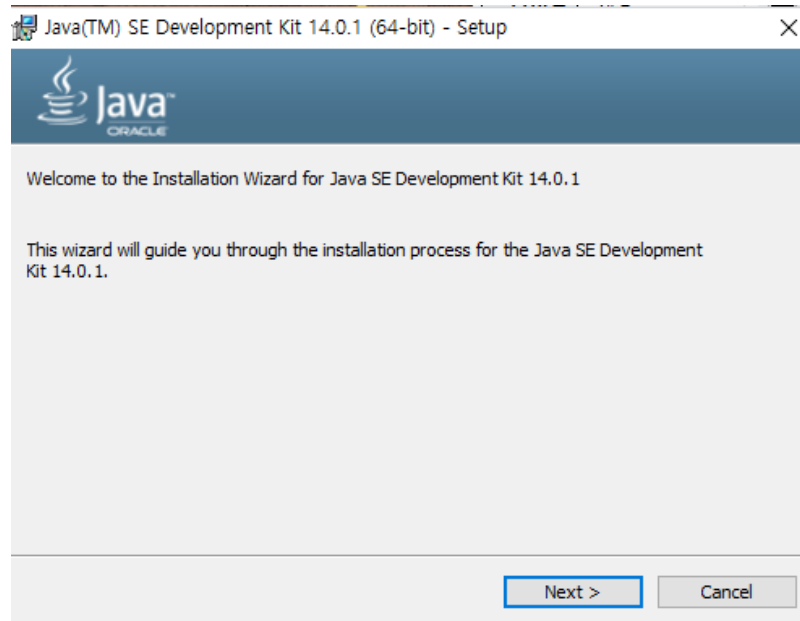 Java(TM) SE Development Kit 14.0.1 (64-bit) - Setup
Java™
ORACLE
Welcome to the Installation Wizard for Java SE Development Kit 14.0.1
This wizard will guide you through the installation process for the Java SE Development
Kit 14.0.1.
Next >
Cancel